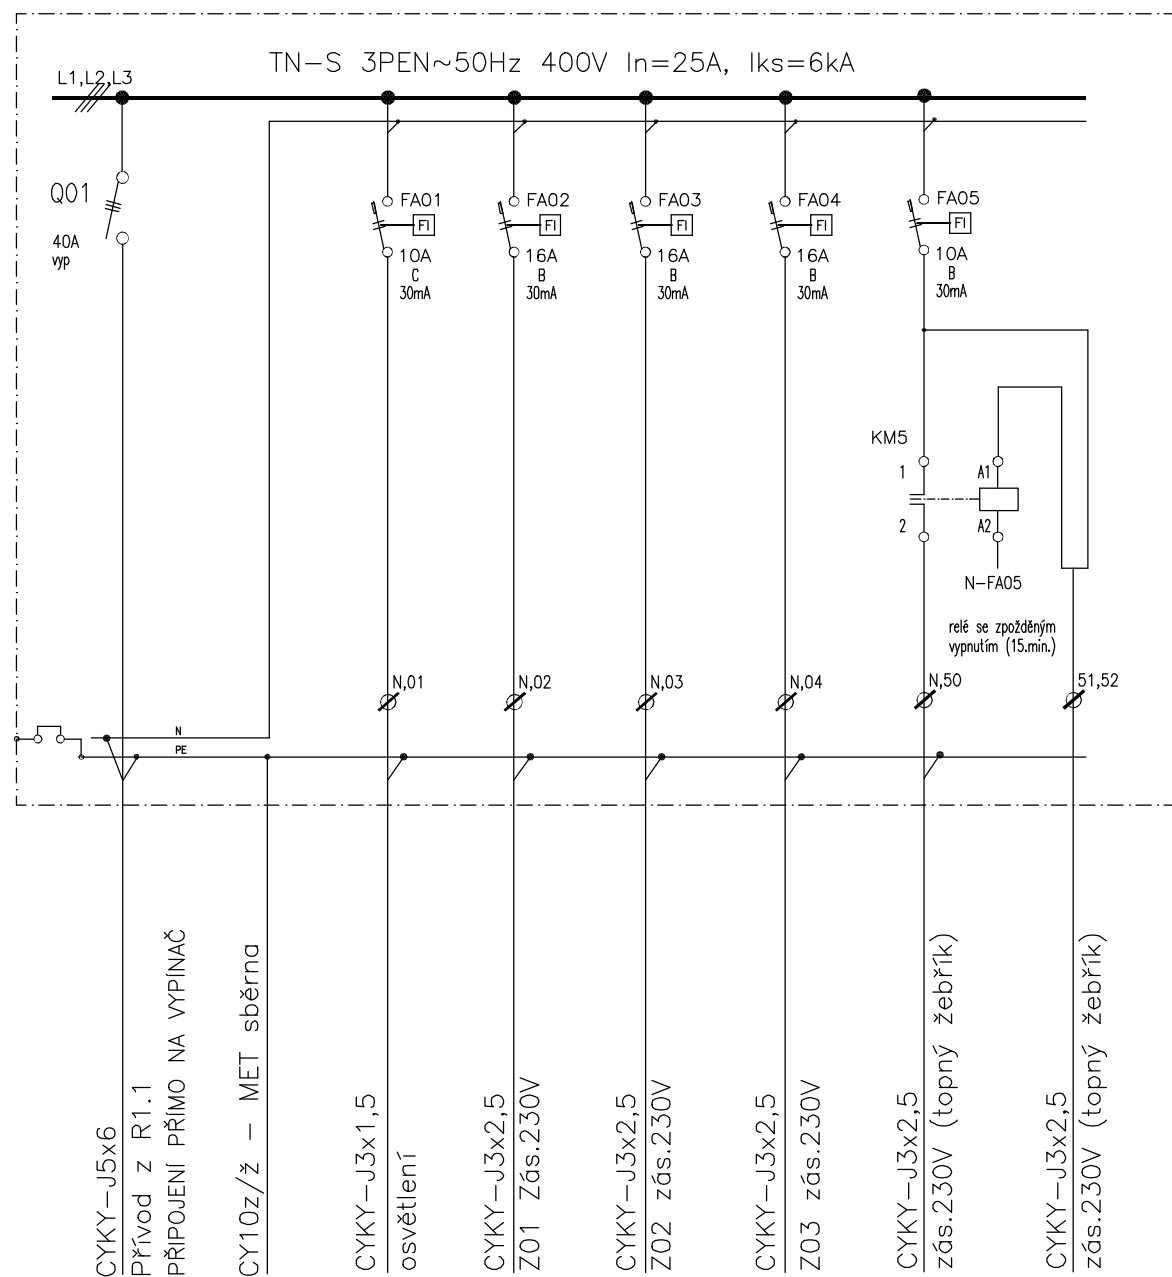 TN-S 3PEN~50Hz 400V In=25A, Iks=6kA
L1,L2,L3
Q01
40A
vyp
FA01
FI
10A
C
30mA
FA02
FI
16A
B
30mA
FA03
FI
16A
B
30mA
FA04
FI
16A
B
30mA
FA05
FI
10A
B
30mA
KM5
1
2
A1
A2
N-FA05
relé se zpožděným
vypnutím (15.min.)
N,01
N,02
N,03
N,04
N,50
51,52
N
PE
CYKY-J5x6
Přívod z R1.1
PŘIPOJENÍ PŘÍMO NA VYPÍNAČ
CY10z/ž - MET sběrna
CYKY-J3x1,5
osvětlení
CYKY-J3x2,5
Z01 Zás.230V
CYKY-J3x2,5
Z02 zás.230V
CYKY-J3x2,5
Z03 zás.230V
CYKY-J3x2,5
zás.230V (topný žebřík)
CYKY-J3x2,5
zás.230V (topný žebřík)